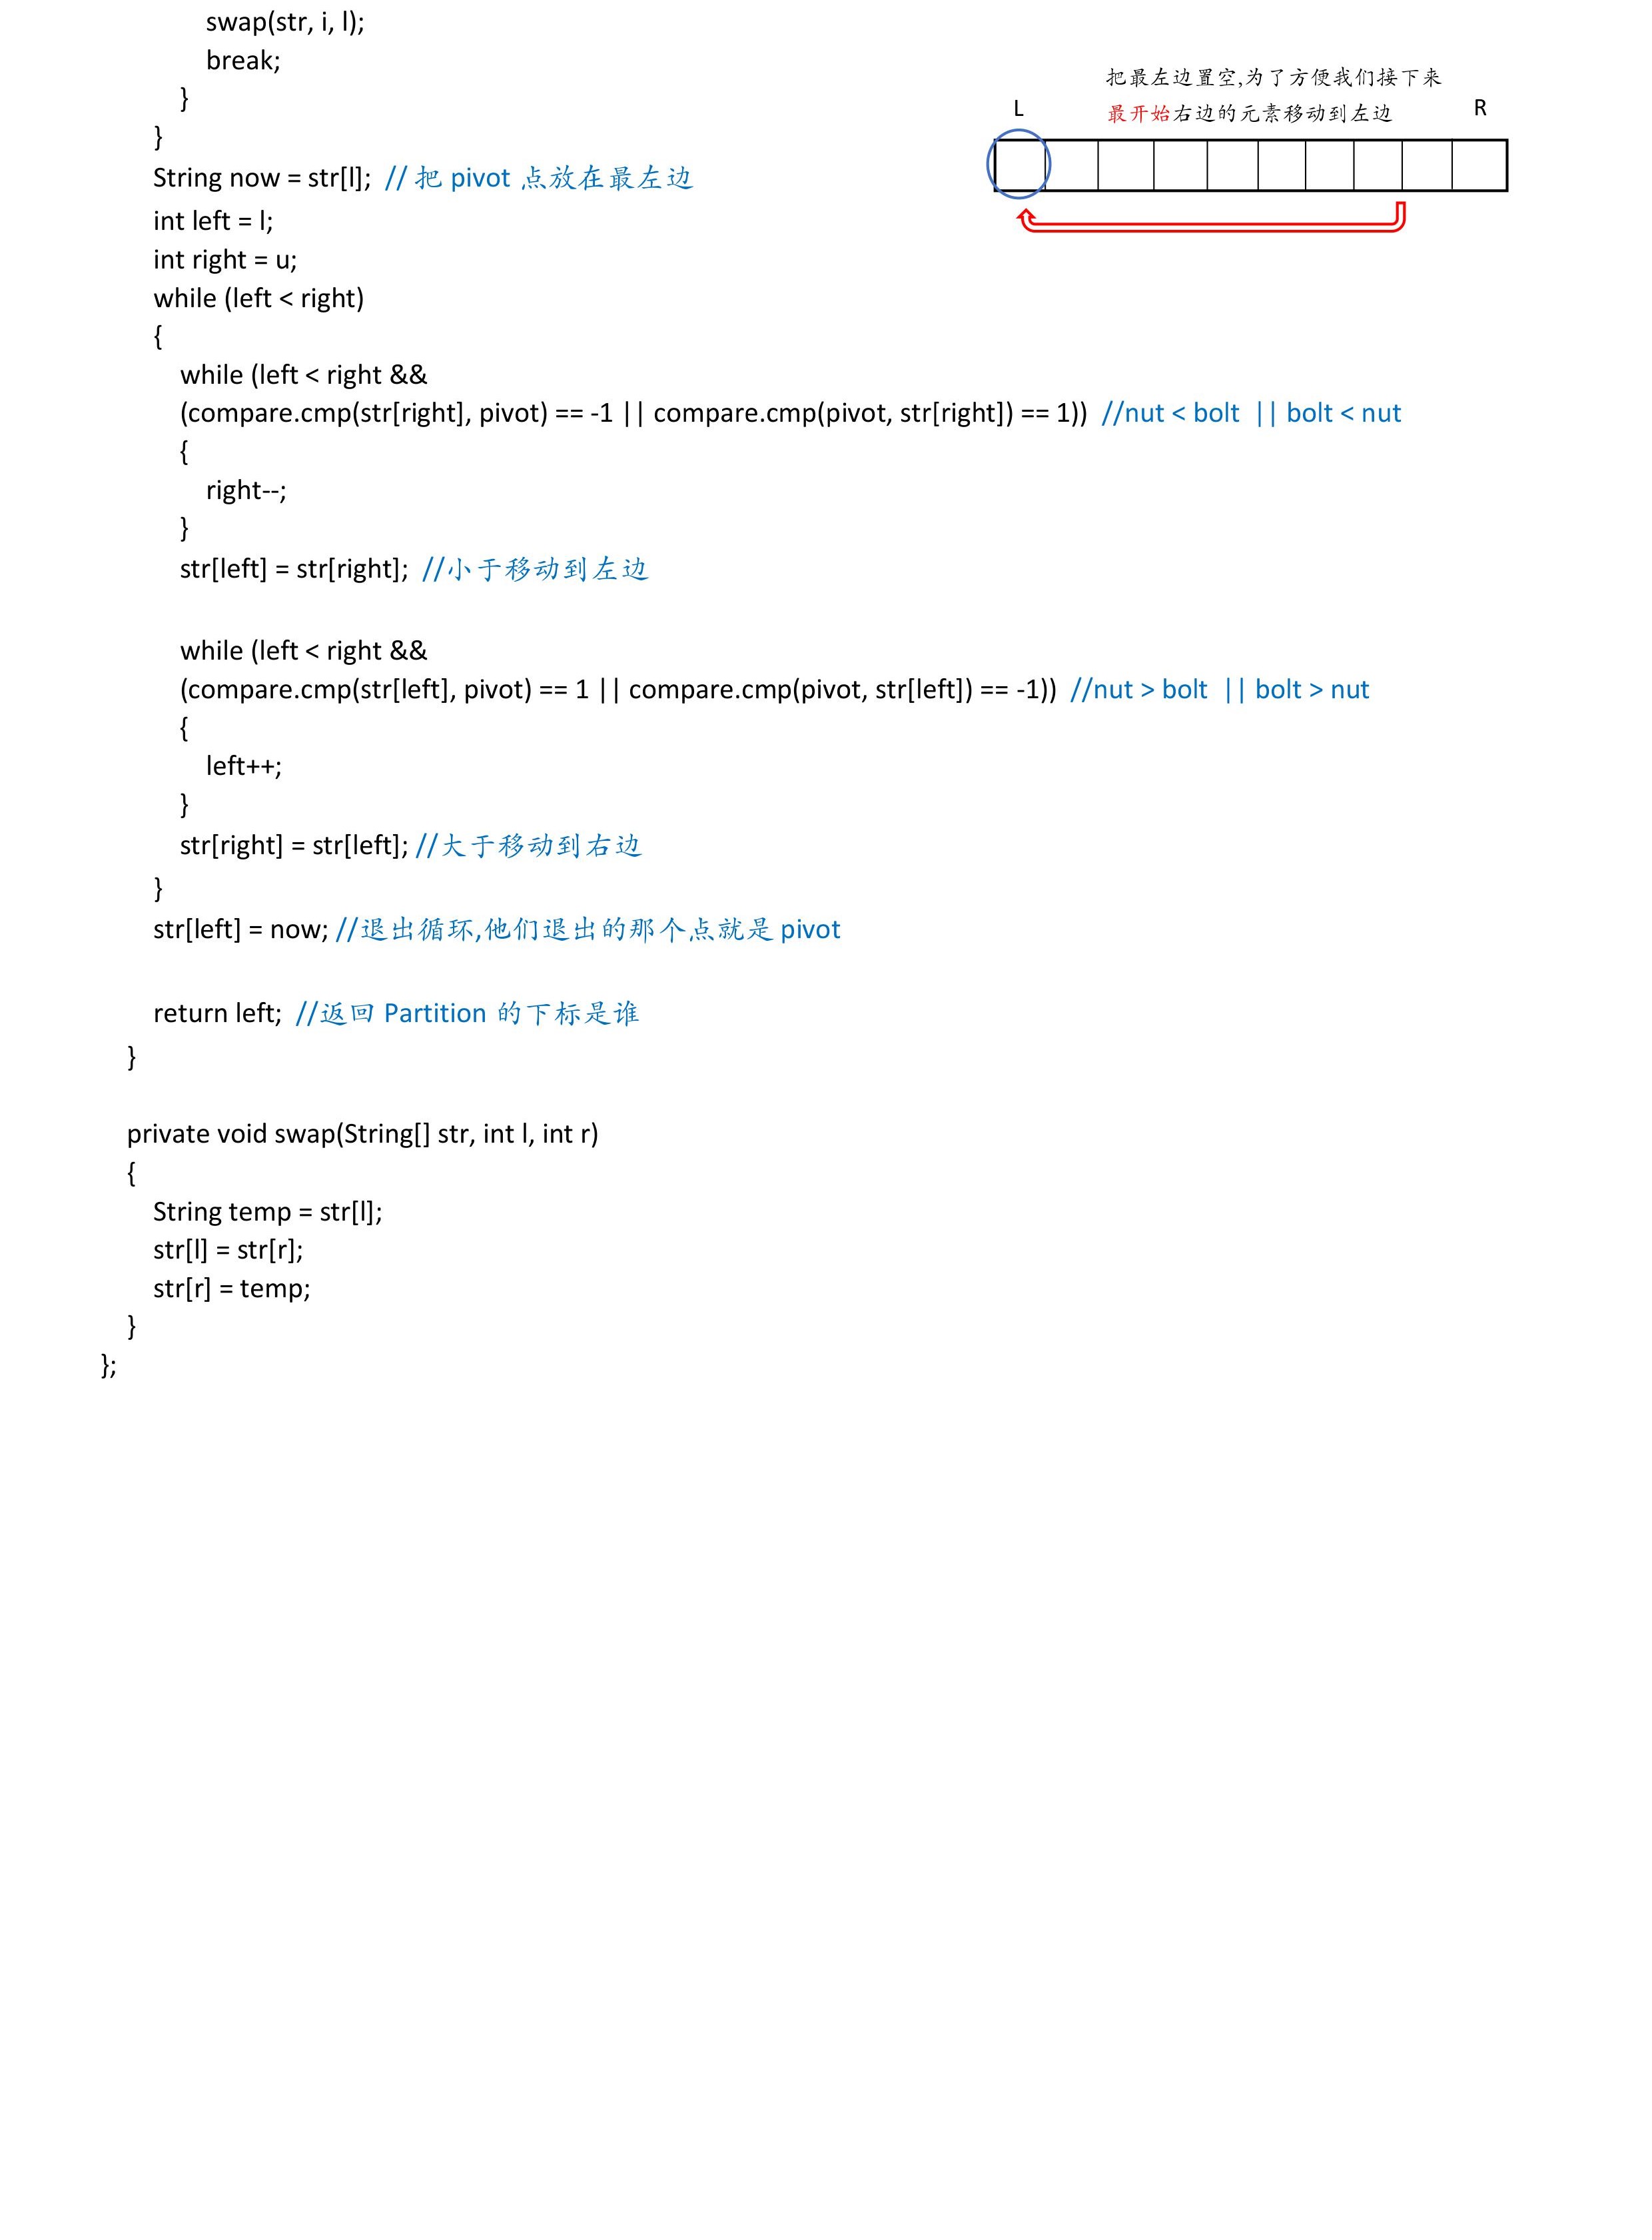 swap(str, i, l);
break;
}
}
String now = str[l]; // 把 pivot 点放在最左边
int left = l;
int right = u;
while (left < right)
{
while (left < right &&
(compare.cmp(str[right], pivot) == -1 || compare.cmp(pivot, str[right]) == 1)) //nut < bolt || bolt < nut
{
right--;
}
str[left] = str[right]; //小于移动到左边
while (left < right &&
(compare.cmp(str[left], pivot) == 1 || compare.cmp(pivot, str[left]) == -1)) //nut > bolt || bolt > nut
{
left++;
}
str[right] = str[left]; //大于移动到右边
}
str[left] = now; //退出循环,他们退出的那个点就是 pivot
return left; //返回 Partition 的下标是谁
}
private void swap(String[] str, int l, int r)
{
String temp = str[l];
str[l] = str[r];
str[r] = temp;
}
};
把最左边置空,为了方便我们接下来
L 最开始右边的元素移动到左边 R